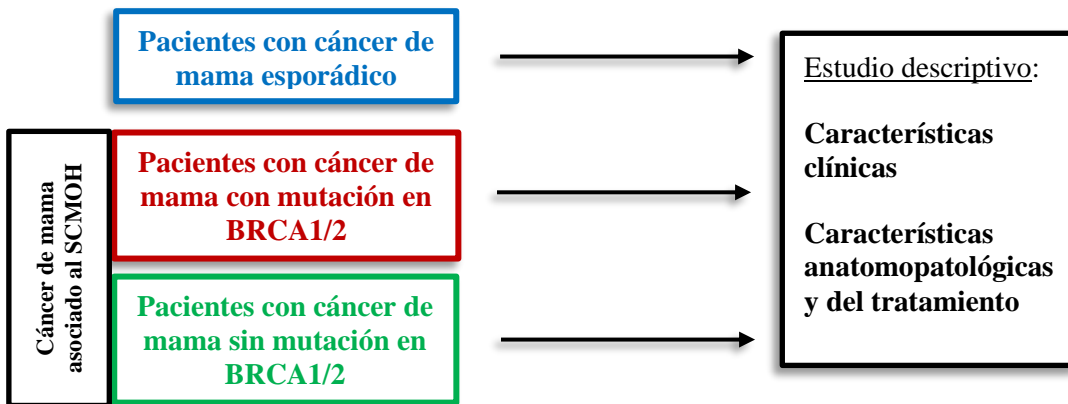 Pacientes con cáncer de
mama esporádico
Cáncer de mama
asociado al SCMOH
Pacientes con cáncer de
mama con mutación en
BRCA1/2
Pacientes con cáncer de
mama sin mutación en
BRCA1/2
Estudio descriptivo:
Características
clínicas
Características
anatomopatológicas
y del tratamiento